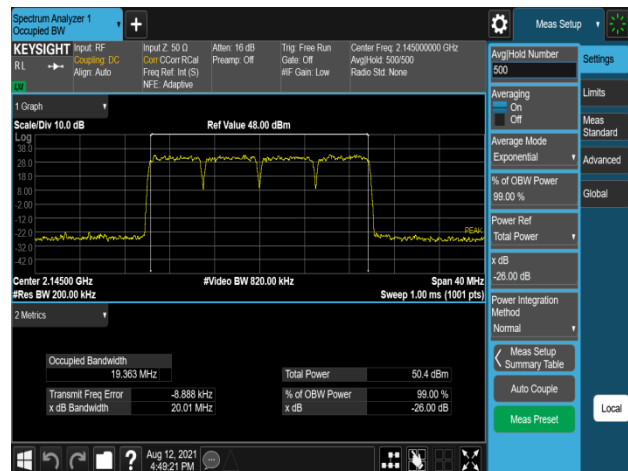 Spectrum Analyzer 1
Occupied BW
+
Meas Setup
KEYSIGHT
RL
LW
Input: RF
Coupling: DC
Align: Auto
Input Z: 50 Ω
Corr CCorr RCal
Freq Ref: Int (S)
NFE: Adaptive
Atten: 16 dB
Preamp: Off
Trig: Free Run
Gate: Off
#IF Gain: Low
Center Freq: 2.145000000 GHz
Avg|Hold: 500/500
Radio Std: None
1 Graph
Scale/Div 10.0 dB
Ref Value 48.00 dBm
Log
38.0
28.0
18.0
8.00
-2.00
-12.0
-22.0
-32.0
-42.0
PEAK
Center 2.14500 GHz
#Video BW 820.00 kHz
Span 40 MHz
#Res BW 200.00 kHz
Sweep 1.00 ms (1001 pts)
2 Metrics
Occupied Bandwidth
19.363 MHz
Total Power 50.4 dBm
Transmit Freq Error -8.888 kHz
% of OBW Power 99.00 %
x dB Bandwidth 20.01 MHz
x dB -26.00 dB
Avg|Hold Number
500
Averaging
On
Off
Average Mode
Exponential
% of OBW Power
99.00 %
Power Ref
Total Power
x dB
-26.00 dB
Power Integration
Method
Normal
Meas Setup
Summary Table
Auto Couple
Meas Preset
Settings
Limits
Meas
Standard
Advanced
Global
Local
?
Aug 12, 2021
4:49:21 PM